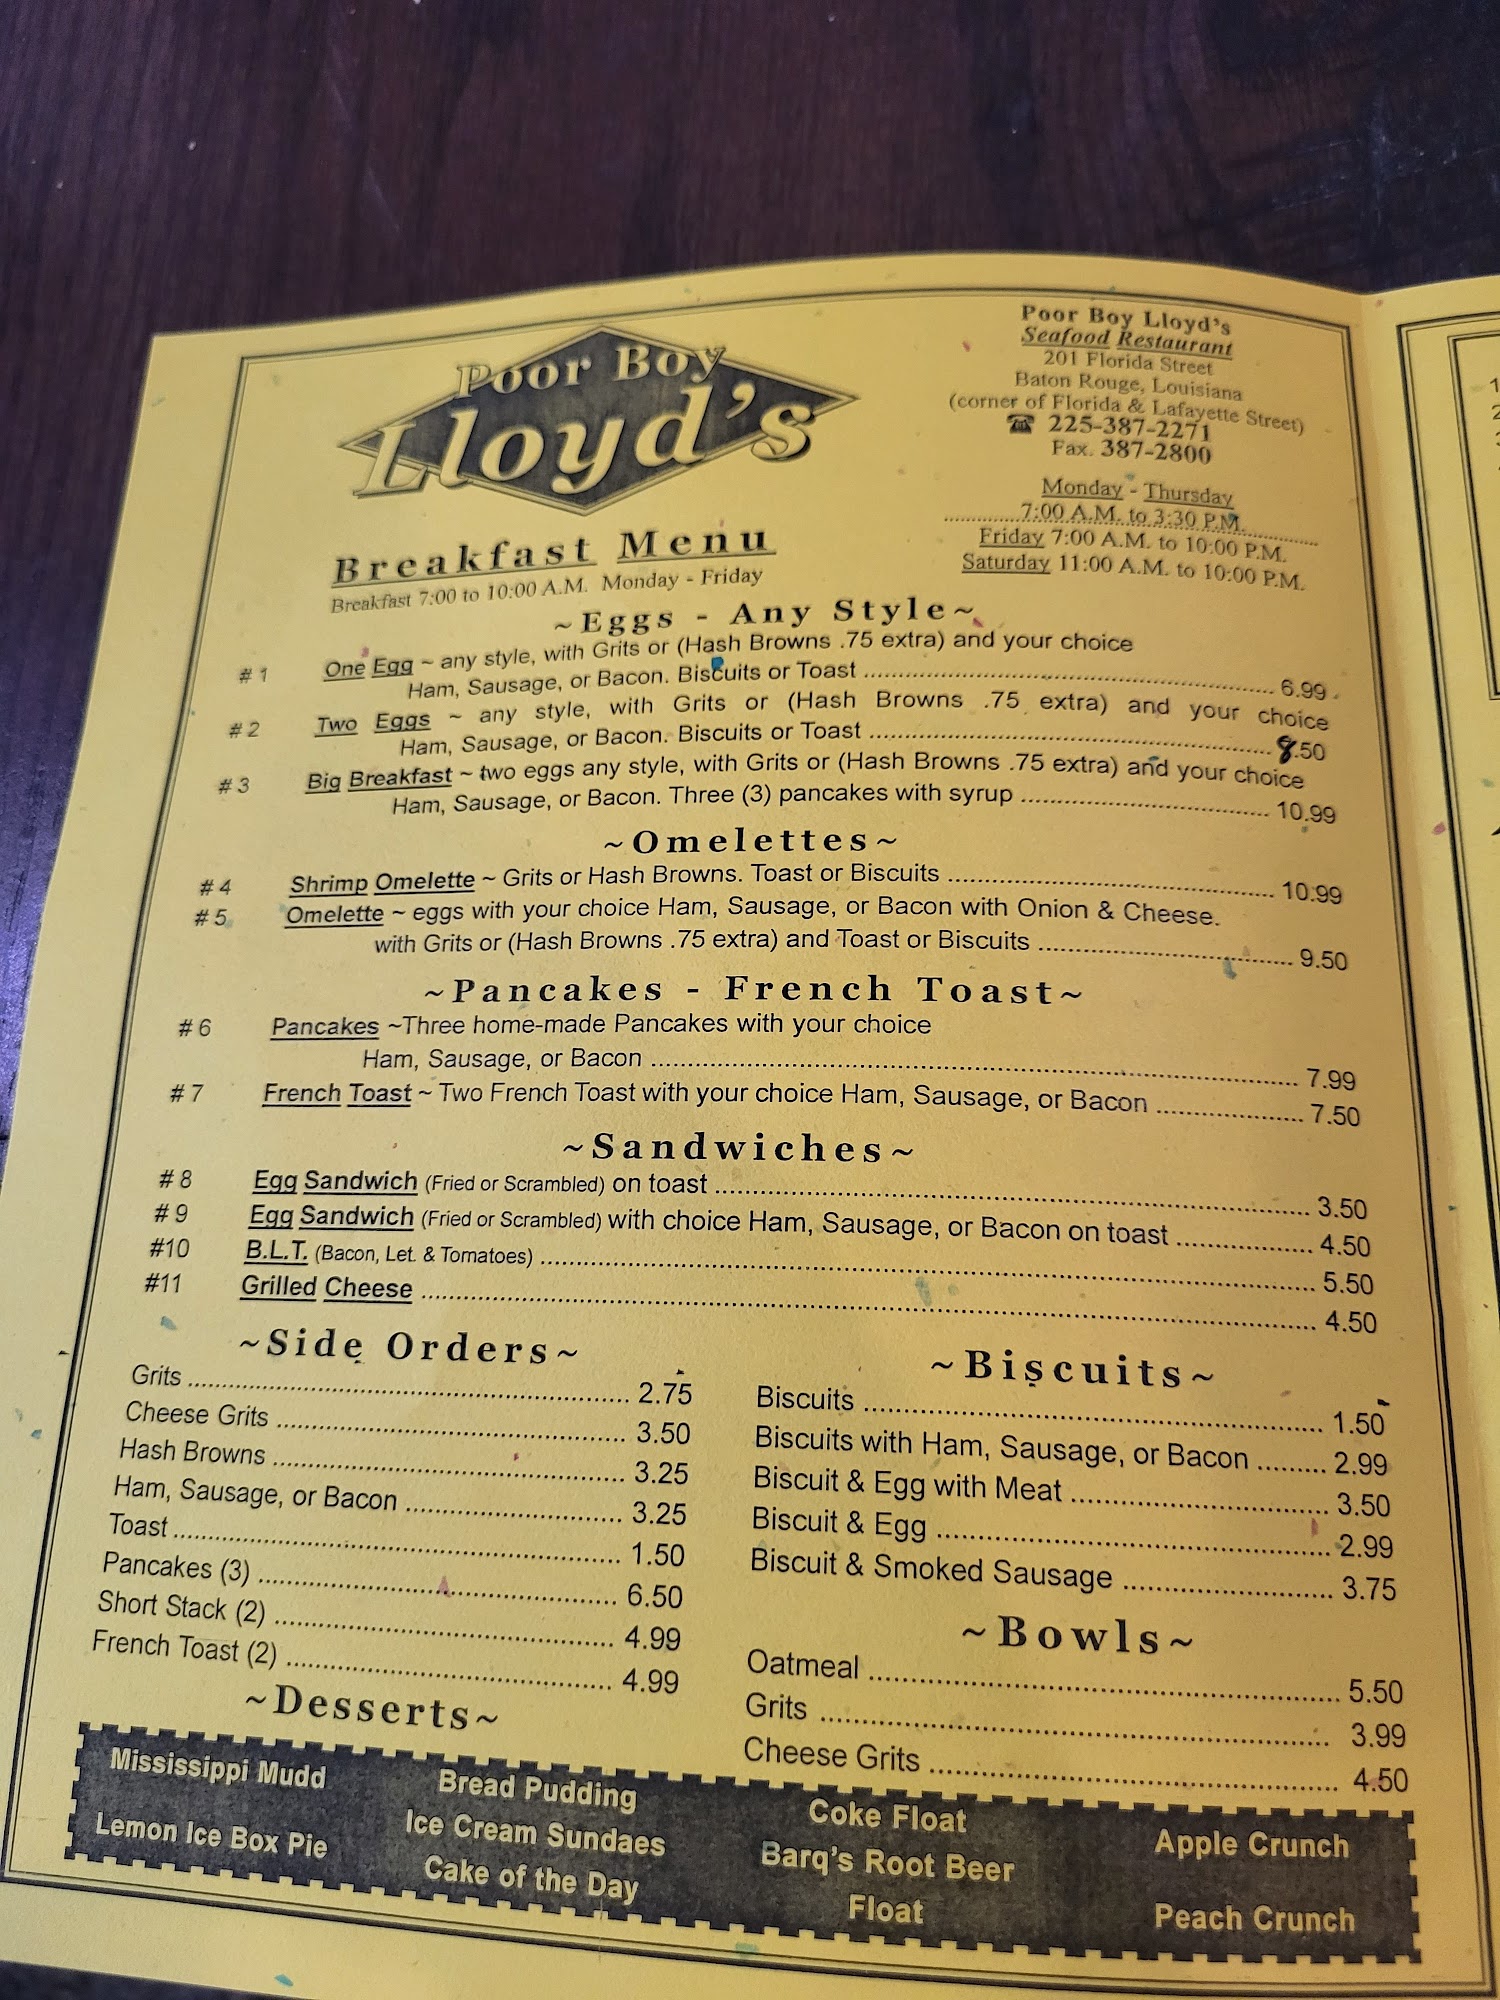 Poor Boy
Lloyd's
Poor Boy Lloyd's
Seafood Restaurant
201 Florida Street
Baton Rouge, Louisiana
(corner of Florida & Lafayette Street)
☎ 225-387-2271
Fax. 387-2800
Monday - Thursday
7:00 A.M. to 3:30 P.M.
Friday 7:00 A.M. to 10:00 P.M.
Saturday 11:00 A.M. to 10:00 P.M.
Breakfast Menu
Breakfast 7:00 to 10:00 A.M. Monday - Friday
~Eggs - Any Style~
# 1 One Egg ~ any style, with Grits or (Hash Browns .75 extra) and your choice
Ham, Sausage, or Bacon. Biscuits or Toast ........ 6.99
# 2 Two Eggs ~ any style, with Grits or (Hash Browns .75 extra) and your choice
Ham, Sausage, or Bacon. Biscuits or Toast ........ 8.50
# 3 Big Breakfast ~ two eggs any style, with Grits or (Hash Browns .75 extra) and your choice
Ham, Sausage, or Bacon. Three (3) pancakes with syrup ........ 10.99
~Omelettes~
# 4 Shrimp Omelette ~ Grits or Hash Browns. Toast or Biscuits ........ 10.99
# 5 Omelette ~ eggs with your choice Ham, Sausage, or Bacon with Onion & Cheese.
with Grits or (Hash Browns .75 extra) and Toast or Biscuits ........ 9.50
~Pancakes - French Toast~
# 6 Pancakes ~Three home-made Pancakes with your choice
Ham, Sausage, or Bacon ........ 7.99
# 7 French Toast ~ Two French Toast with your choice Ham, Sausage, or Bacon ........ 7.50
~Sandwiches~
# 8 Egg Sandwich (Fried or Scrambled) on toast ........ 3.50
# 9 Egg Sandwich (Fried or Scrambled) with choice Ham, Sausage, or Bacon on toast ........ 4.50
#10 B.L.T. (Bacon, Let. & Tomatoes) ........ 5.50
#11 Grilled Cheese ........ 4.50
~Side Orders~
Grits ........ 2.75
Cheese Grits ........ 3.50
Hash Browns ........ 3.25
Ham, Sausage, or Bacon ........ 3.25
Toast ........ 1.50
Pancakes (3) ........ 6.50
Short Stack (2) ........ 4.99
French Toast (2) ........ 4.99
~Biscuits~
Biscuits ........ 1.50
Biscuits with Ham, Sausage, or Bacon ........ 2.99
Biscuit & Egg with Meat ........ 3.50
Biscuit & Egg ........ 2.99
Biscuit & Smoked Sausage ........ 3.75
~Bowls~
Oatmeal ........ 5.50
Grits ........ 3.99
Cheese Grits ........ 4.50
~Desserts~
Mississippi Mudd
Lemon Ice Box Pie
Bread Pudding
Ice Cream Sundaes
Cake of the Day
Coke Float
Barq's Root Beer
Float
Apple Crunch
Peach Crunch